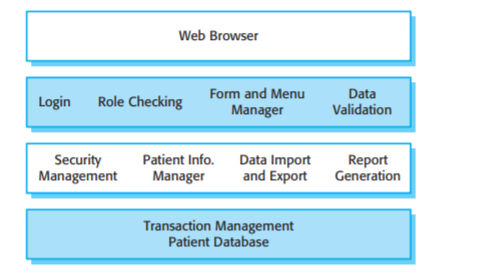 Web Browser
Login Role Checking Form and Menu Manager Data Validation
Security Management Patient Info. Manager Data Import and Export Report Generation
Transaction Management
Patient Database